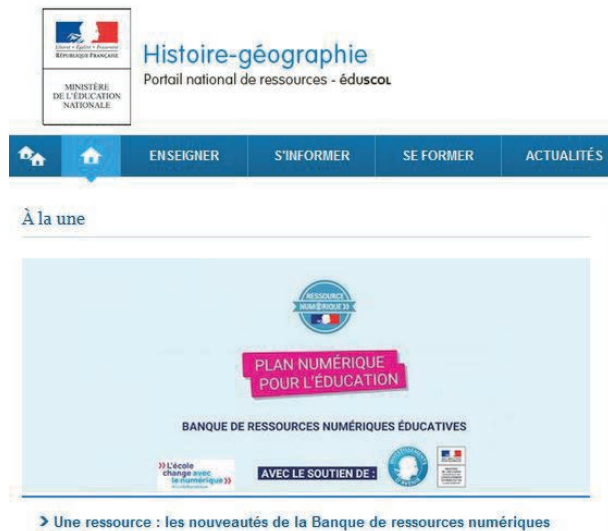 Liberté • Égalité • Fraternité
RÉPUBLIQUE FRANÇAISE
MINISTÈRE
DE L'ÉDUCATION
NATIONALE
Histoire-géographie
Portail national de ressources - éduscol
ENSEIGNER S'INFORMER SE FORMER ACTUALITÉS
À la une
RESSOURCE
NUMÉRIQUE »
PLAN NUMÉRIQUE
POUR L'ÉDUCATION
BANQUE DE RESSOURCES NUMÉRIQUES ÉDUCATIVES
» L'école
change avec
le numérique »
AVEC LE SOUTIEN DE :
> Une ressource : les nouveautés de la Banque de ressources numériques